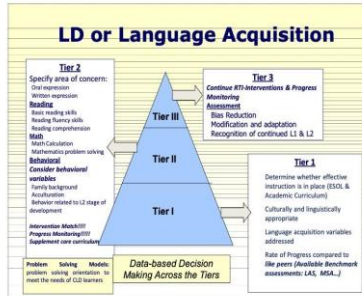 LD or Language Acquisition
Tier 2
Specify area of concern:
Oral expression
Written expression
Reading
Basic reading skills
Reading fluency skills
Reading comprehension
Math
Math Calculation
Mathematics problem solving
Behavioral
Consider behavioral
variables
Family background
Acculturation
Behavior related to L2 stage of
development
Intervention Match!!!!
Progress Monitoring!!!!
Supplement core curriculum
Problem Solving Models:
problem solving orientation to
meet the needs of CLD learners
Tier III
Tier II
Tier I
Data-based Decision
Making Across the Tiers
Tier 3
Continue RTI-Interventions & Progress
Monitoring
Assessment
Bias Reduction
Modification and adaptation
Recognition of continued L1 & L2
Tier 1
Determine whether effective
instruction is in place (ESOL &
Academic Curriculum)
Culturally and linguistically
appropriate
Language acquisition variables
addressed
Rate of Progress compared to
like peers (Available Benchmark
assessments: LAS, MSA...)